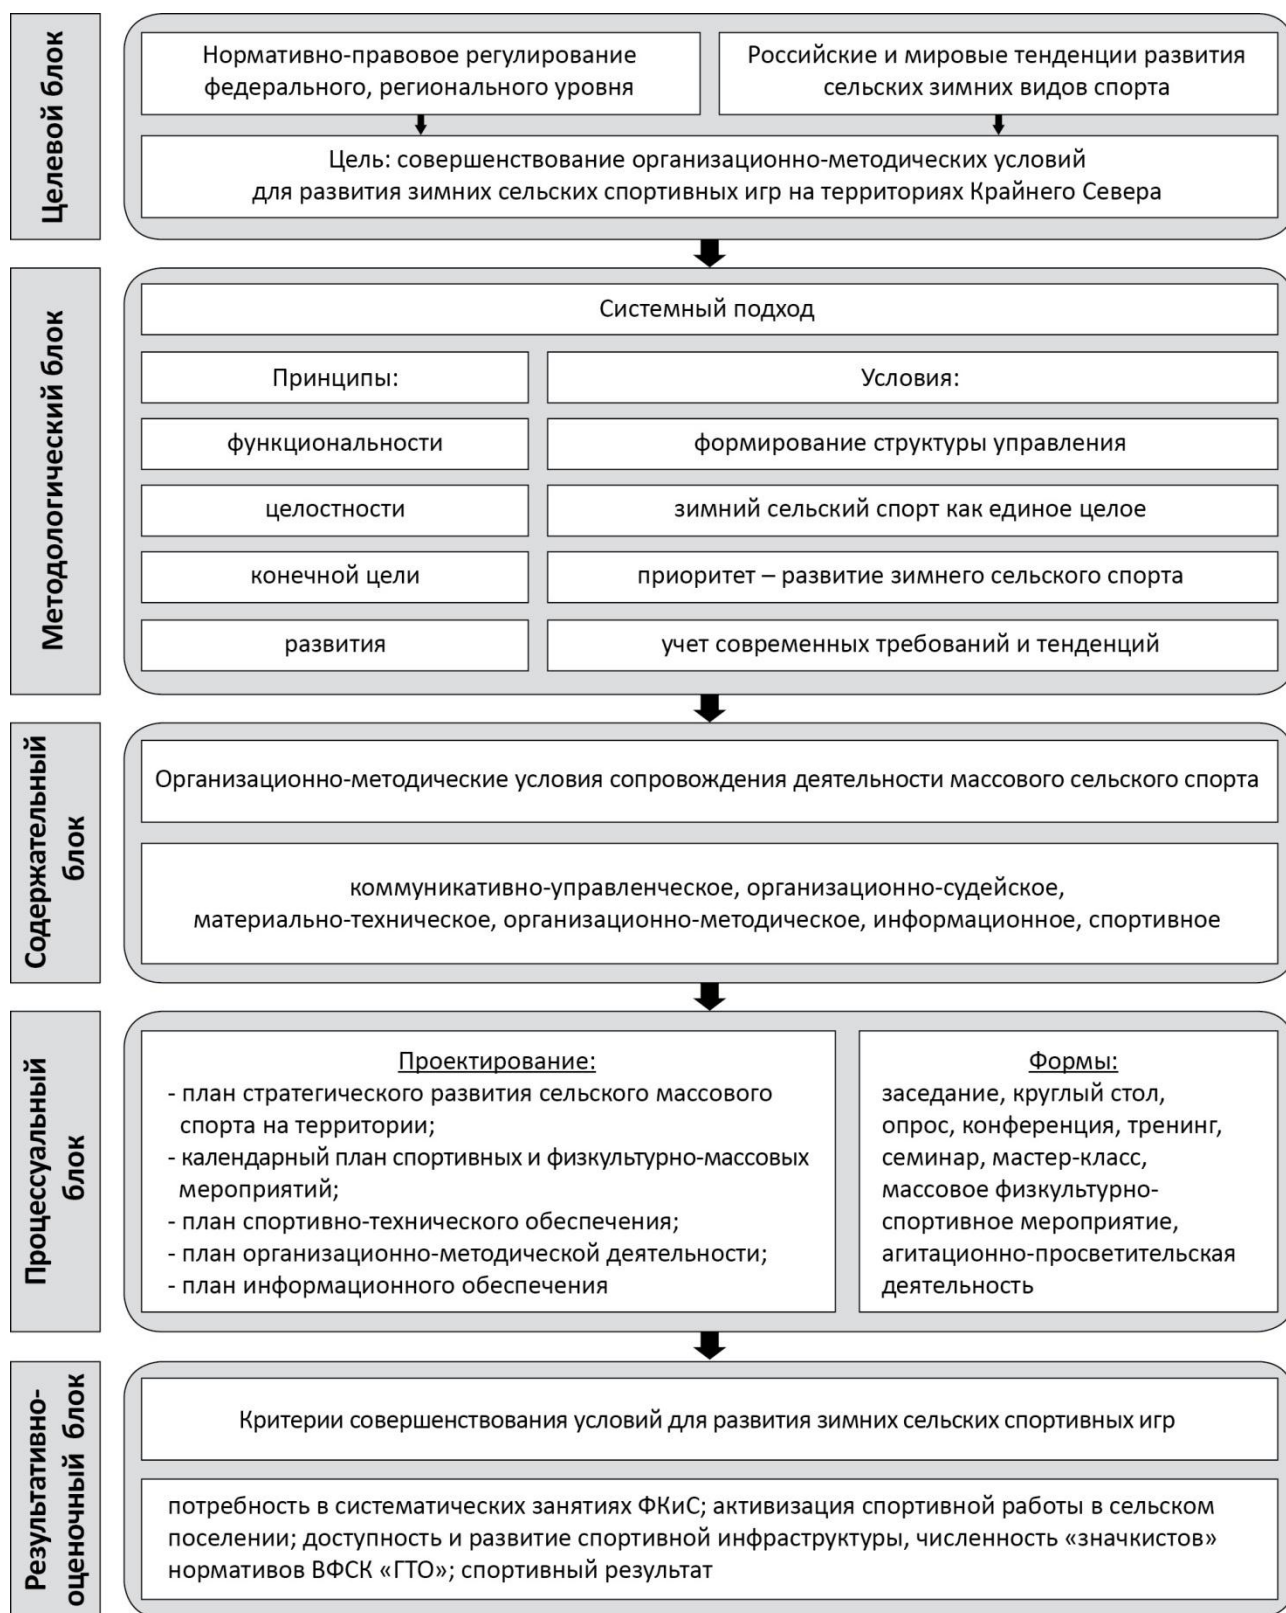 Целевой блок
Нормативно-правовое регулирование
федерального, регионального уровня
Российские и мировые тенденции развития
сельских зимних видов спорта
Цель: совершенствование организационно-методических условий
для развития зимних сельских спортивных игр на территориях Крайнего Севера
Методологический блок
Системный подход
Принципы:
Условия:
функциональности
формирование структуры управления
целостности
зимний сельский спорт как единое целое
конечной цели
приоритет – развитие зимнего сельского спорта
развития
учет современных требований и тенденций
Содержательный
блок
Организационно-методические условия сопровождения деятельности массового сельского спорта
коммуникативно-управленческое, организационно-судейское,
материально-техническое, организационно-методическое, информационное, спортивное
Процессуальный
блок
Проектирование:
- план стратегического развития сельского массового
спорта на территории;
- календарный план спортивных и физкультурно-массовых
мероприятий;
- план спортивно-технического обеспечения;
- план организационно-методической деятельности;
- план информационного обеспечения
Формы:
заседание, круглый стол,
опрос, конференция, тренинг,
семинар, мастер-класс,
массовое физкультурно-
спортивное мероприятие,
агитационно-просветительская
деятельность
Результативно-
оценочный блок
Критерии совершенствования условий для развития зимних сельских спортивных игр
потребность в систематических занятиях ФКиС; активизация спортивной работы в сельском
поселении; доступность и развитие спортивной инфраструктуры, численность «значкистов»
нормативов ВФСК «ГТО»; спортивный результат